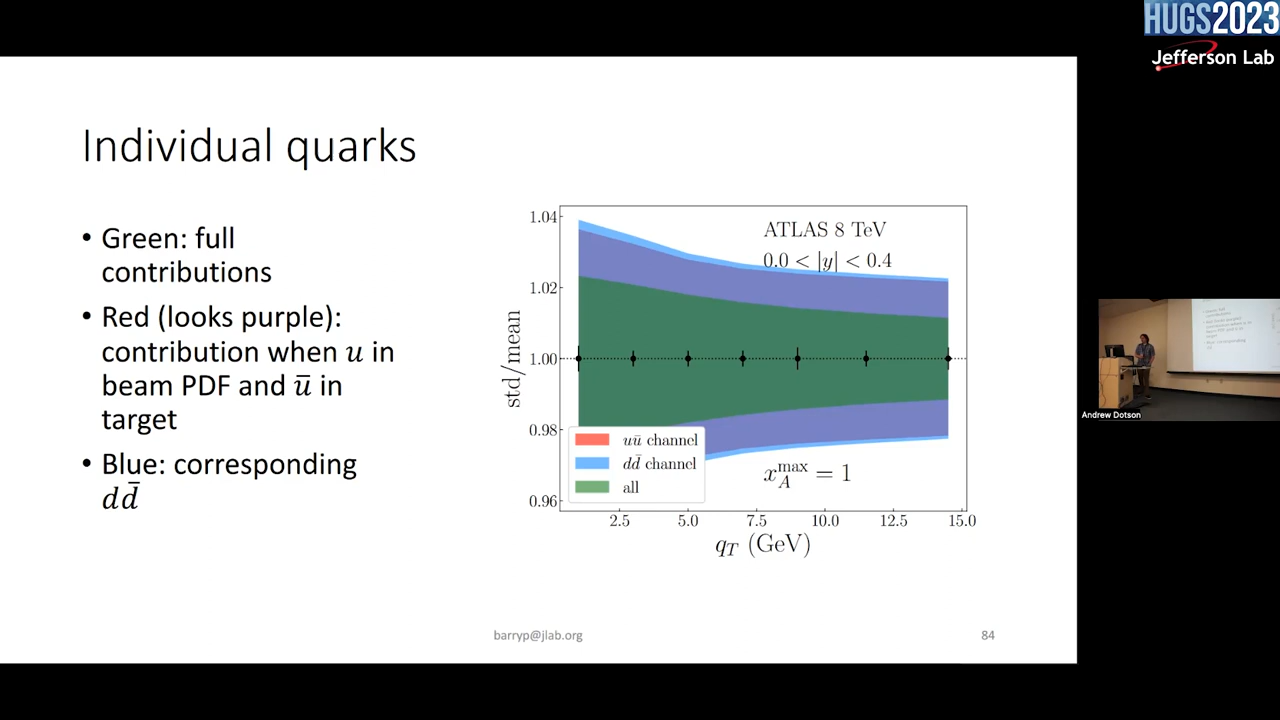 HUGS2023
Jefferson Lab
Individual quarks
• Green: full
contributions
• Red (looks purple):
contribution when u in
beam PDF and ū in
target
• Blue: corresponding
dd̄
std/mean
1.04
1.02
1.00
0.98
0.96
ATLAS 8 TeV
0.0 < |y| < 0.4
uū channel
dd̄ channel
all
x_A^max = 1
2.5 5.0 7.5 10.0 12.5 15.0
q_T (GeV)
barryp@jlab.org
84
Andrew Dotson